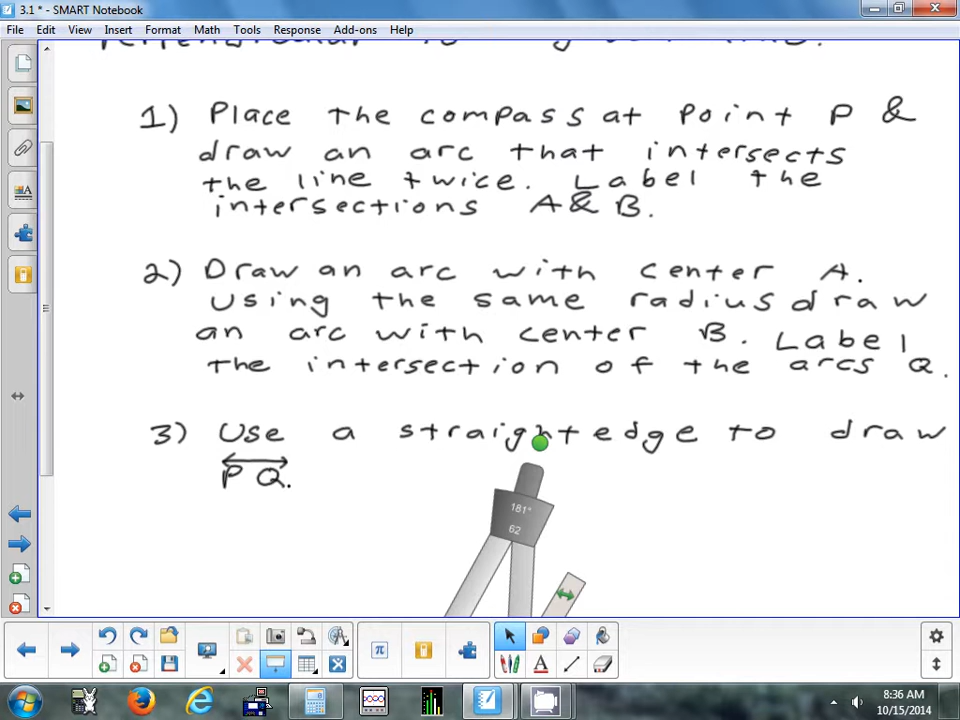 3.1 * - SMART Notebook
File Edit View Insert Format Math Tools Response Add-ons Help
1) Place the compass at point P &
draw an arc that intersects
the line twice. Label the
intersections A & B.
2) Draw an arc with center A.
Using the same radius draw
an arc with center B. Label
the intersection of the arcs Q.
3) Use a straightedge to draw
PQ.
181°
62
π
A
8:36 AM
10/15/2014